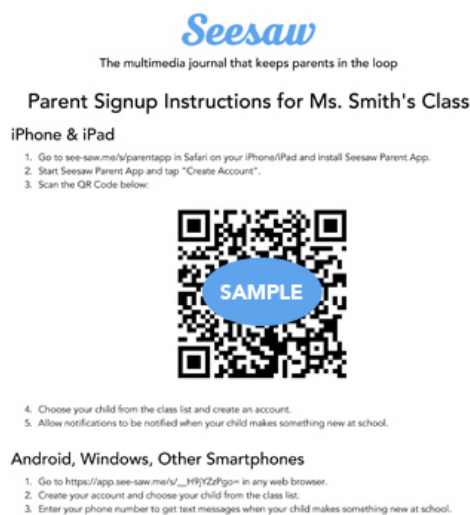 Seesaw
The multimedia journal that keeps parents in the loop
Parent Signup Instructions for Ms. Smith's Class
iPhone & iPad
1. Go to see-saw.me/s/parentapp in Safari on your iPhone/iPad and install Seesaw Parent App.
2. Start Seesaw Parent App and tap "Create Account".
3. Scan the QR Code below:
SAMPLE
4. Choose your child from the class list and create an account.
5. Allow notifications to be notified when your child makes something new at school.
Android, Windows, Other Smartphones
1. Go to https://app.see-saw.me/s/__H9jYZzPgo= in any web browser.
2. Create your account and choose your child from the class list.
3. Enter your phone number to get text messages when your child makes something new at school.